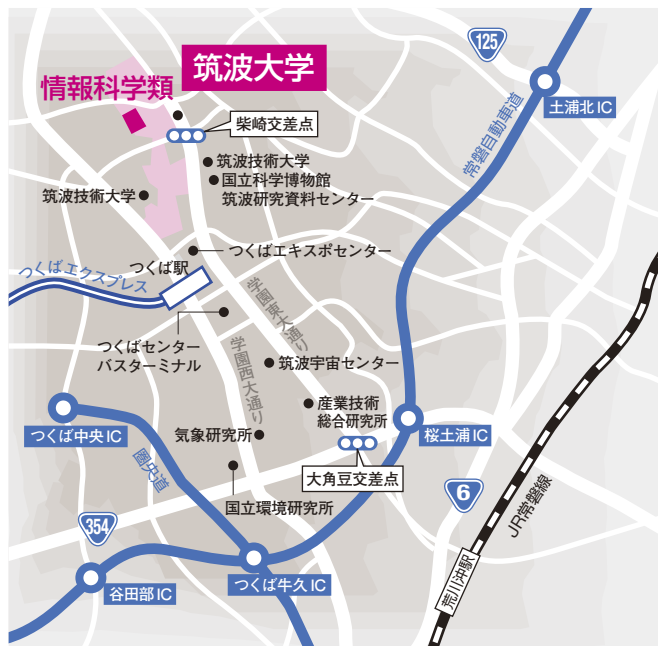 125
筑波大学
情報科学類
土浦北IC
柴崎交差点
常磐自動車道
筑波技術大学
国立科学博物館
筑波研究資料センター
筑波技術大学
つくばエキスポセンター
つくば駅
つくばエクスプレス
学園東大通り
つくばセンター
バスターミナル
学園西大通り
筑波宇宙センター
産業技術
総合研究所
つくば中央IC
気象研究所
桜土浦IC
圏央道
大角豆交差点
国立環境研究所
6
JR常磐線
354
荒川沖駅
つくば牛久IC
谷田部IC